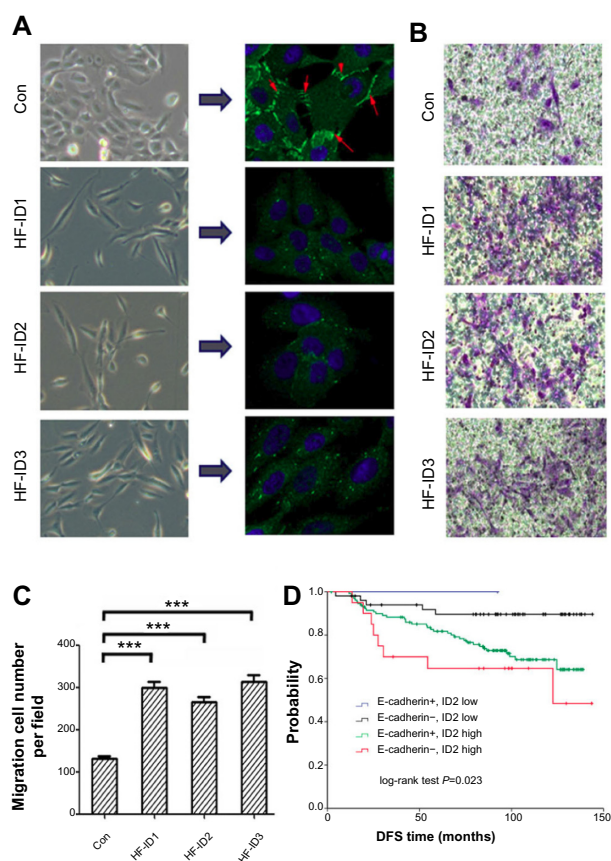 A
B
Con
HF-ID1
HF-ID2
HF-ID3
Con
HF-ID1
HF-ID2
HF-ID3
C
D
Migration cell number
per field
400
300
200
100
0
***
***
***
Con
HF-ID1
HF-ID2
HF-ID3
Probability
1.0
0.8
0.6
0.4
0.2
0.0
E-cadherin+, ID2 low
E-cadherin−, ID2 low
E-cadherin+, ID2 high
E-cadherin−, ID2 high
log-rank test P=0.023
0
50
100
150
DFS time (months)